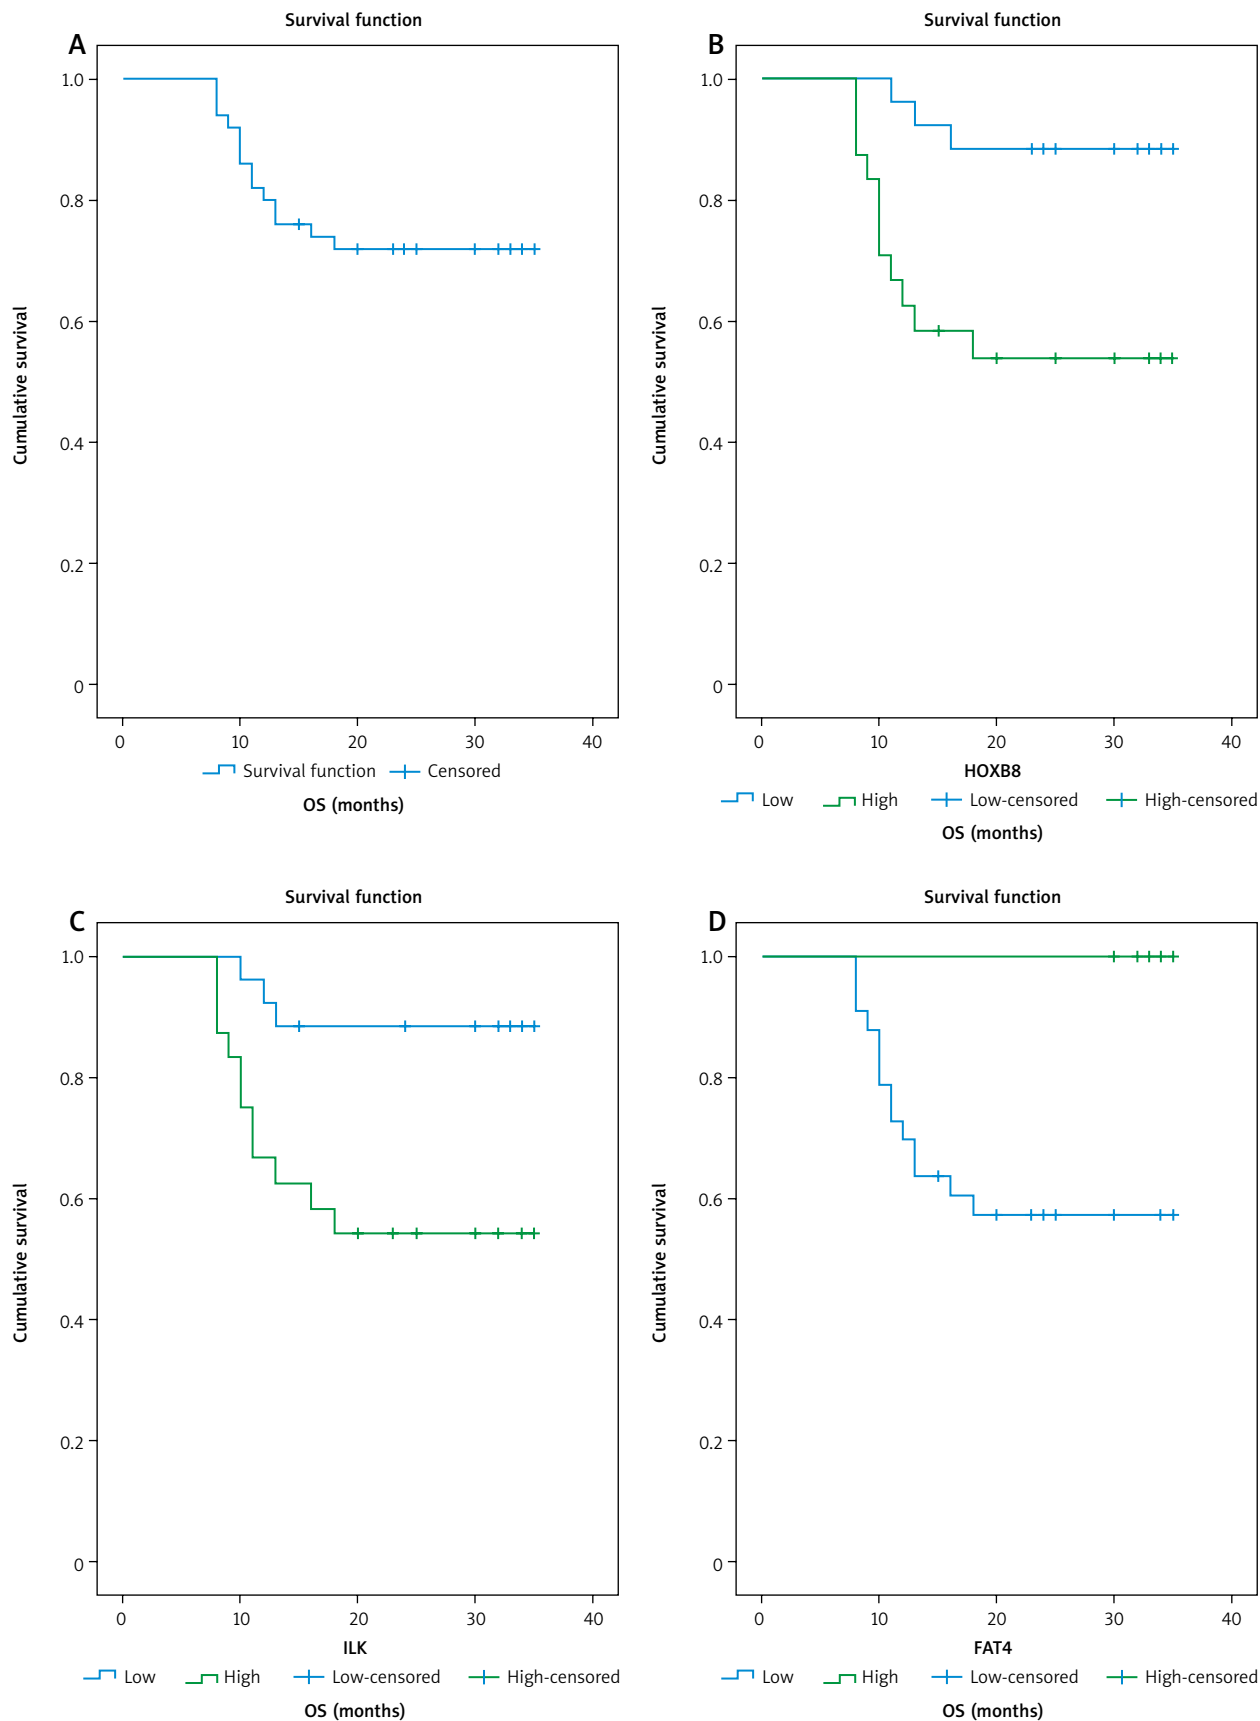 Survival function
A
Cumulative survival
1.0
0.8
0.6
0.4
0.2
0
0 10 20 30 40
Survival function Censored
OS (months)
Survival function
B
Cumulative survival
1.0
0.8
0.6
0.4
0.2
0
0 10 20 30 40
HOXB8
Low High Low-censored High-censored
OS (months)
Survival function
C
Cumulative survival
1.0
0.8
0.6
0.4
0.2
0
0 10 20 30 40
ILK
Low High Low-censored High-censored
OS (months)
Survival function
D
Cumulative survival
1.0
0.8
0.6
0.4
0.2
0
0 10 20 30 40
FAT4
Low High Low-censored High-censored
OS (months)